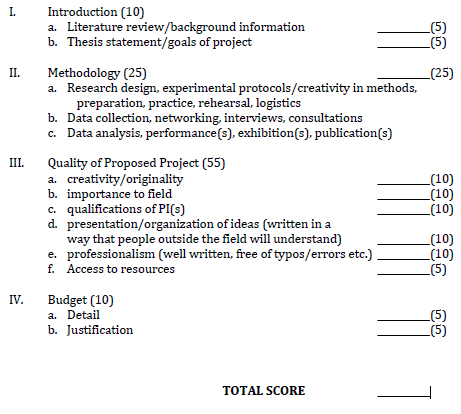 I. Introduction (10)
a. Literature review/background information ________(5)
b. Thesis statement/goals of project ________(5)
II. Methodology (25) ________(25)
a. Research design, experimental protocols/creativity in methods,
preparation, practice, rehearsal, logistics
b. Data collection, networking, interviews, consultations
c. Data analysis, performance(s), exhibition(s), publication(s)
III. Quality of Proposed Project (55)
a. creativity/originality ________(10)
b. importance to field ________(10)
c. qualifications of PI(s) ________(10)
d. presentation/organization of ideas (written in a
way that people outside the field will understand) ________(10)
e. professionalism (well written, free of typos/errors etc.) ________(10)
f. Access to resources ________(5)
IV. Budget (10)
a. Detail ________(5)
b. Justification ________(5)
TOTAL SCORE ________